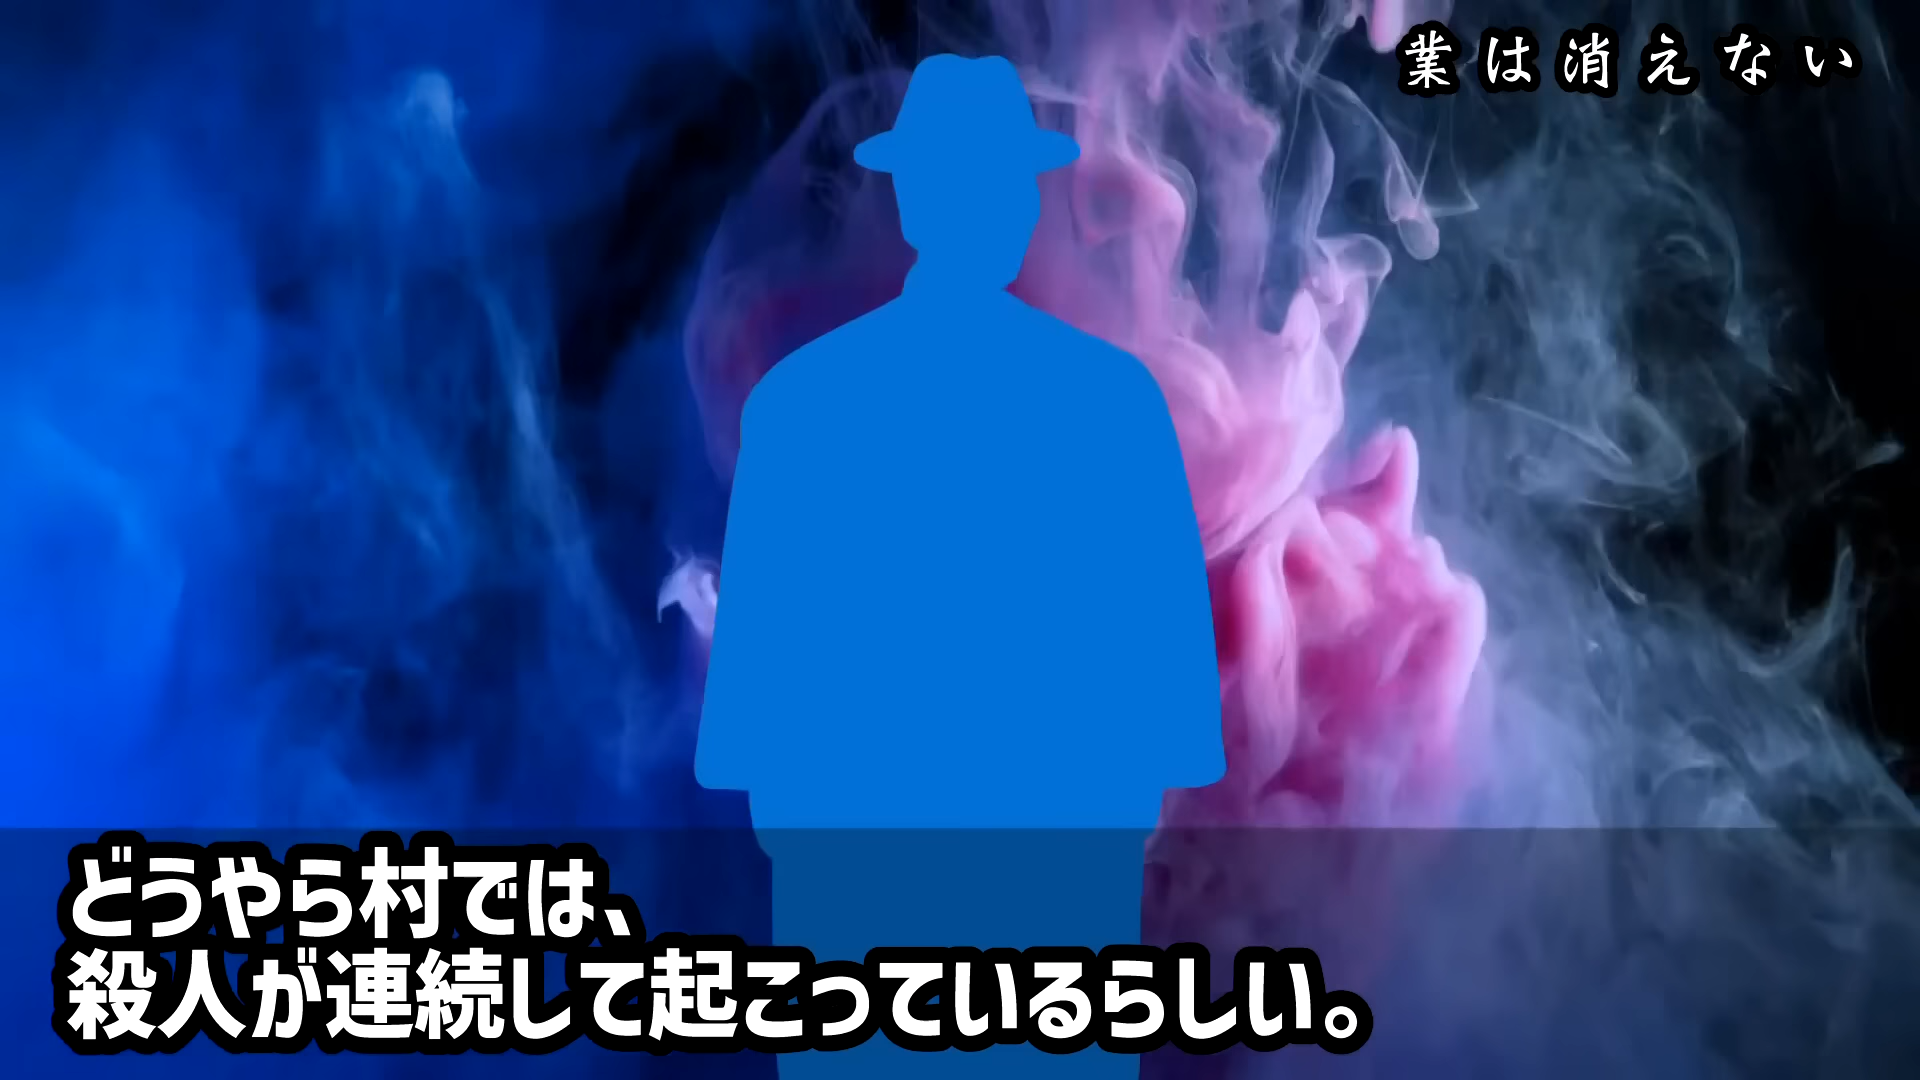 業は消えない
どうやら村では、
殺人が連続して起こっているらしい。